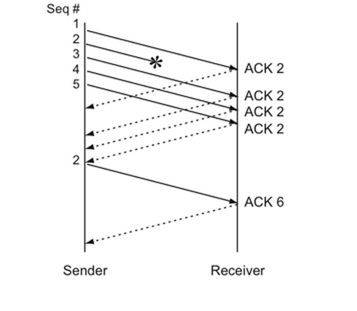 Seq #
1
2
3
4
5
ACK 2
ACK 2
ACK 2
ACK 2
2
ACK 6
Sender Receiver